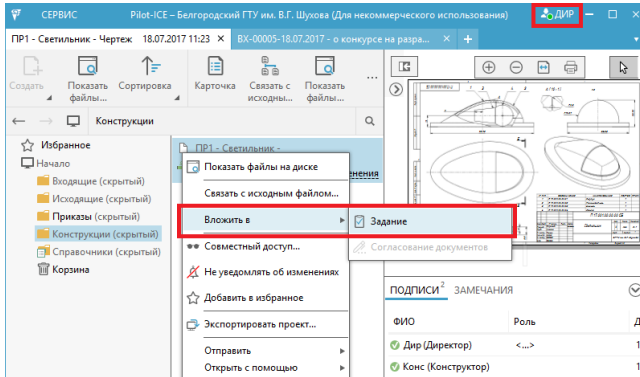 СЕРВИС
Pilot-ICE – Белгородский ГТУ им. В.Г. Шухова (Для некоммерческого использования)
ДИР
ПР1 - Светильник - Чертеж 18.07.2017 11:23
ВХ-00005-18.07.2017 - о конкурсе на разра...
Создать
Показать файлы...
Сортировка
Карточка
Связать с исходны...
Показать файлы...
...
Конструкции
Избранное
Начало
Входящие (скрытый)
Исходящие (скрытый)
Приказы (скрытый)
Конструкции (скрытый)
Справочники (скрытый)
Корзина
ПР1 - Светильник -
Показать файлы на диске
Связать с исходным файлом...
Вложить в
Задание
Совместный доступ...
Согласование документов
Не уведомлять об изменениях
Добавить в избранное
Экспортировать проект...
Отправить
Открыть с помощью
ПОДПИСИ 2 ЗАМЕЧАНИЯ
ФИО Роль
Дир (Директор) <...> 1
Конс (Конструктор) 1